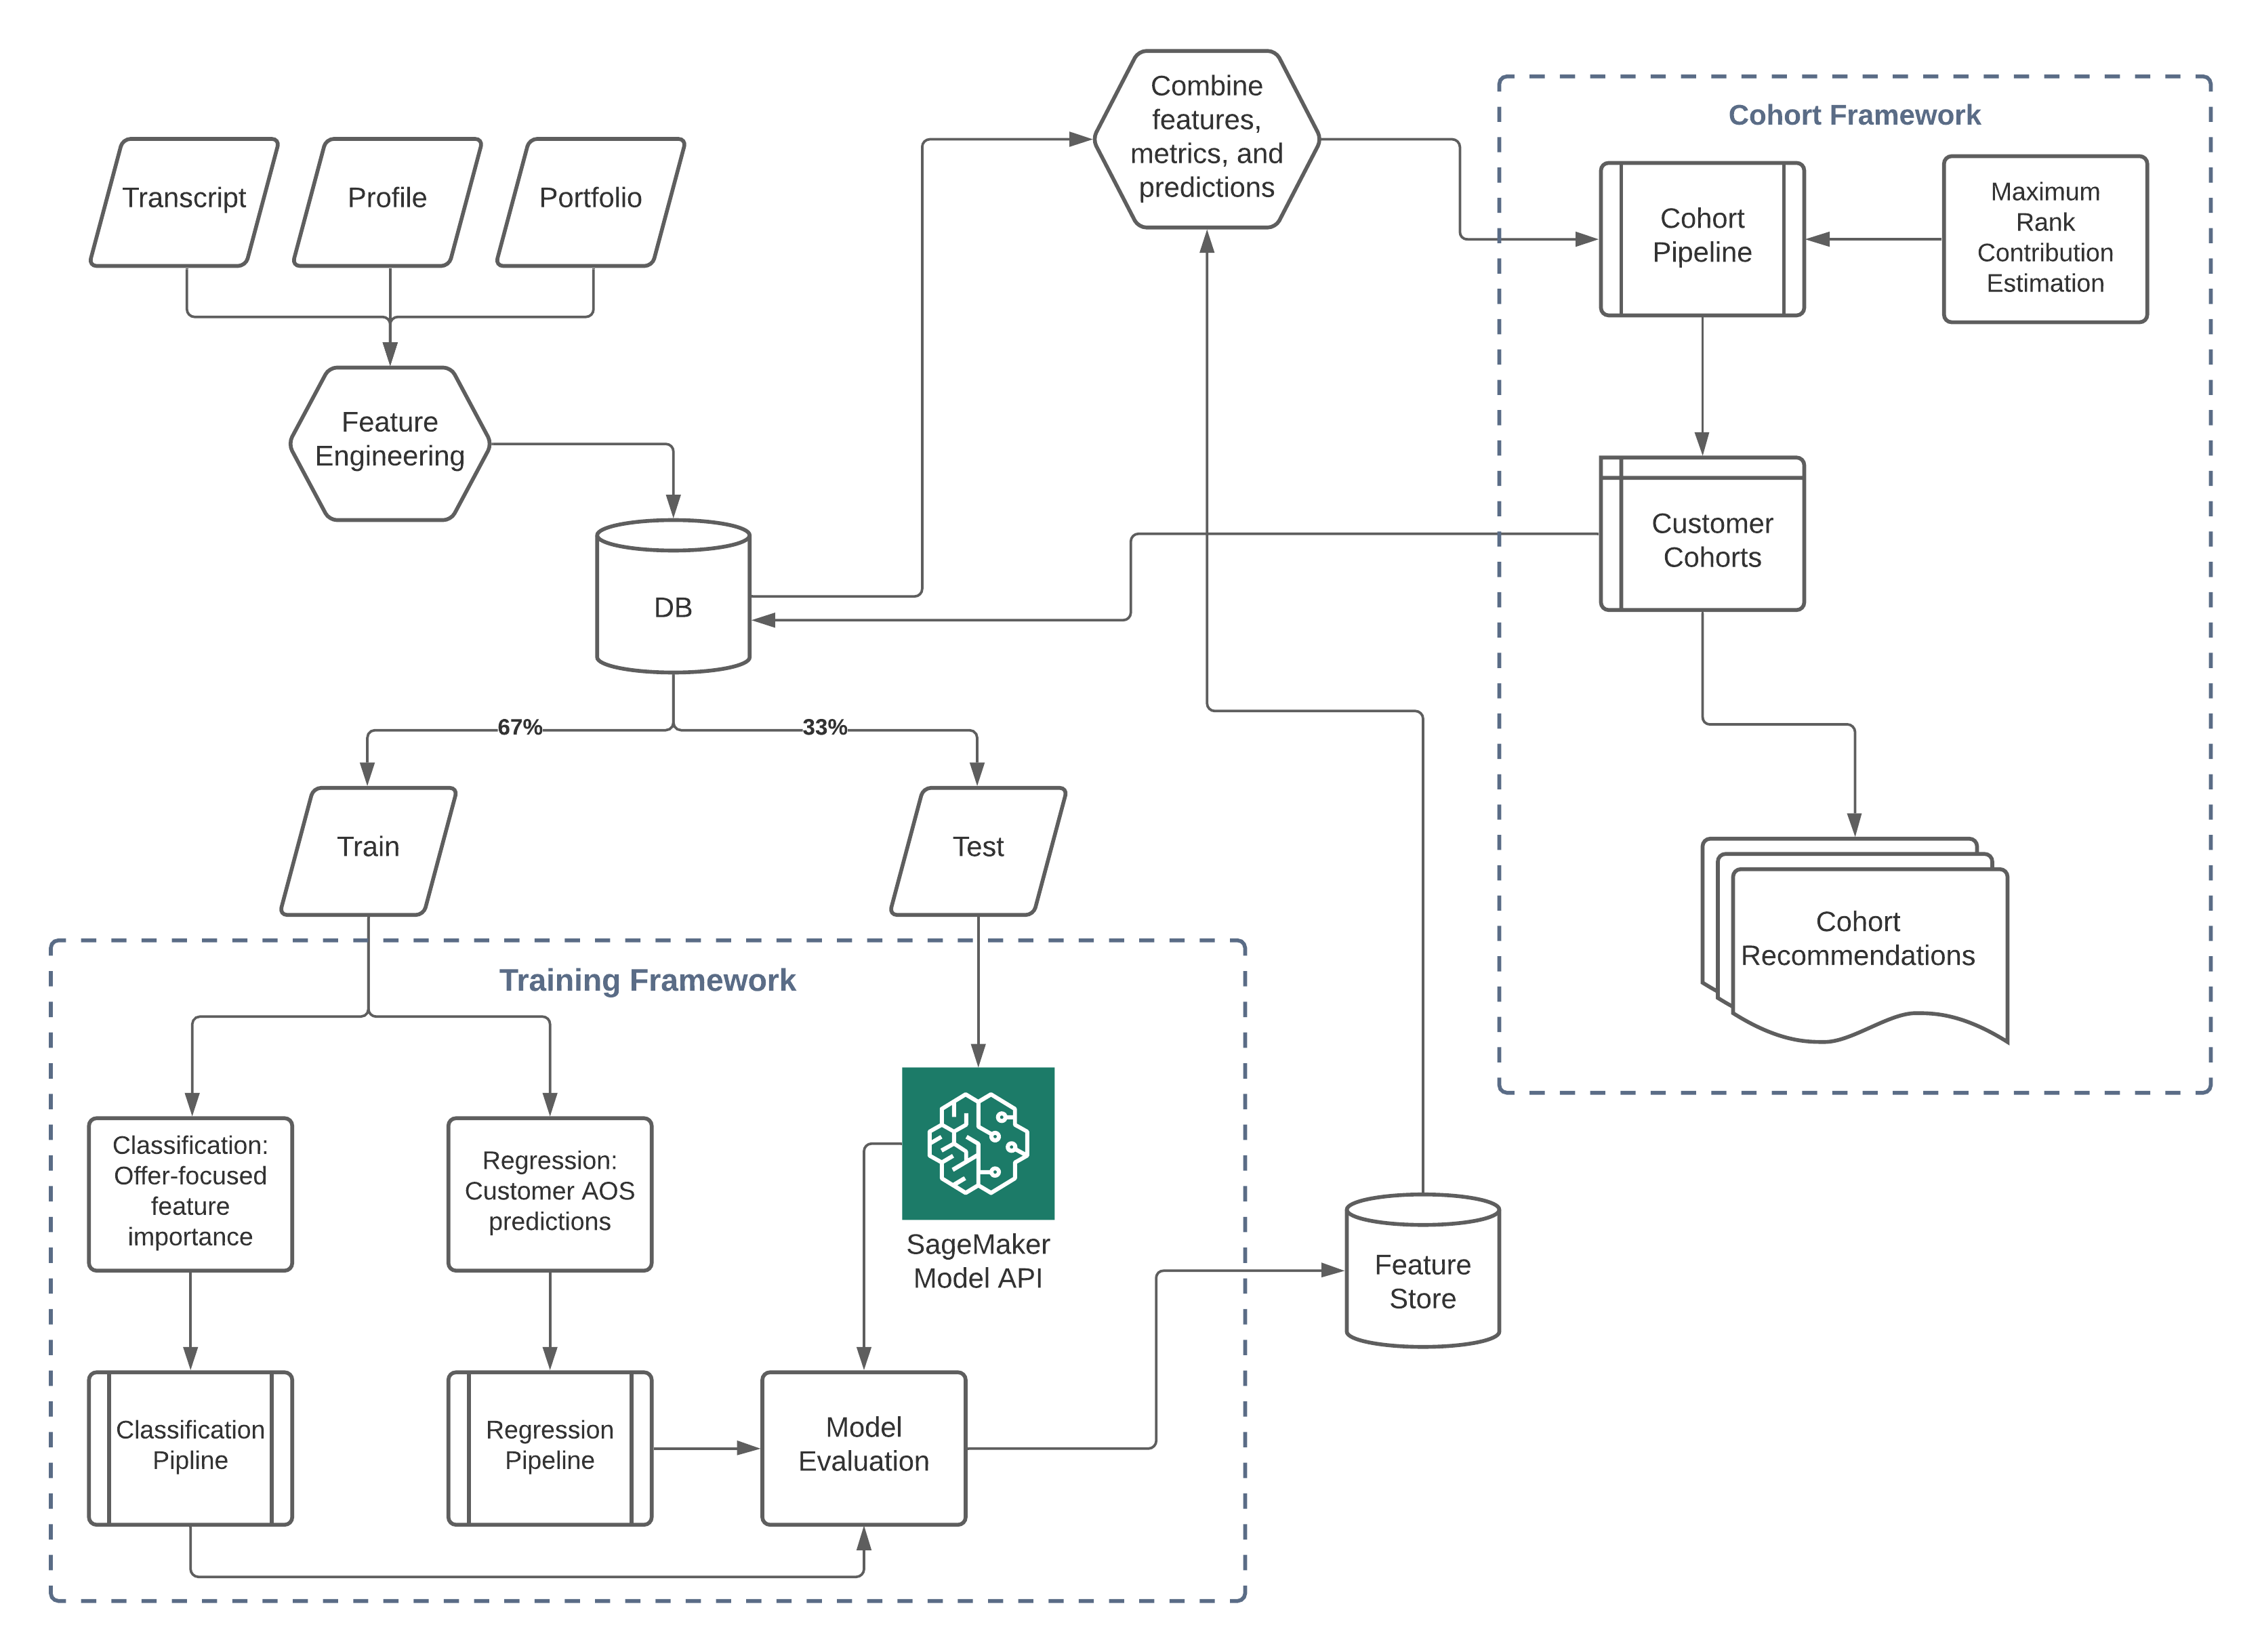 Combine
features,
metrics, and
predictions
Cohort Framework
Transcript
Profile
Portfolio
Cohort
Pipeline
Maximum
Rank
Contribution
Estimation
Feature
Engineering
Customer
Cohorts
DB
67%
33%
Train
Test
Cohort
Recommendations
Training Framework
Classification:
Offer-focused
feature
importance
Regression:
Customer AOS
predictions
SageMaker
Model API
Feature
Store
Classification
Pipline
Regression
Pipeline
Model
Evaluation